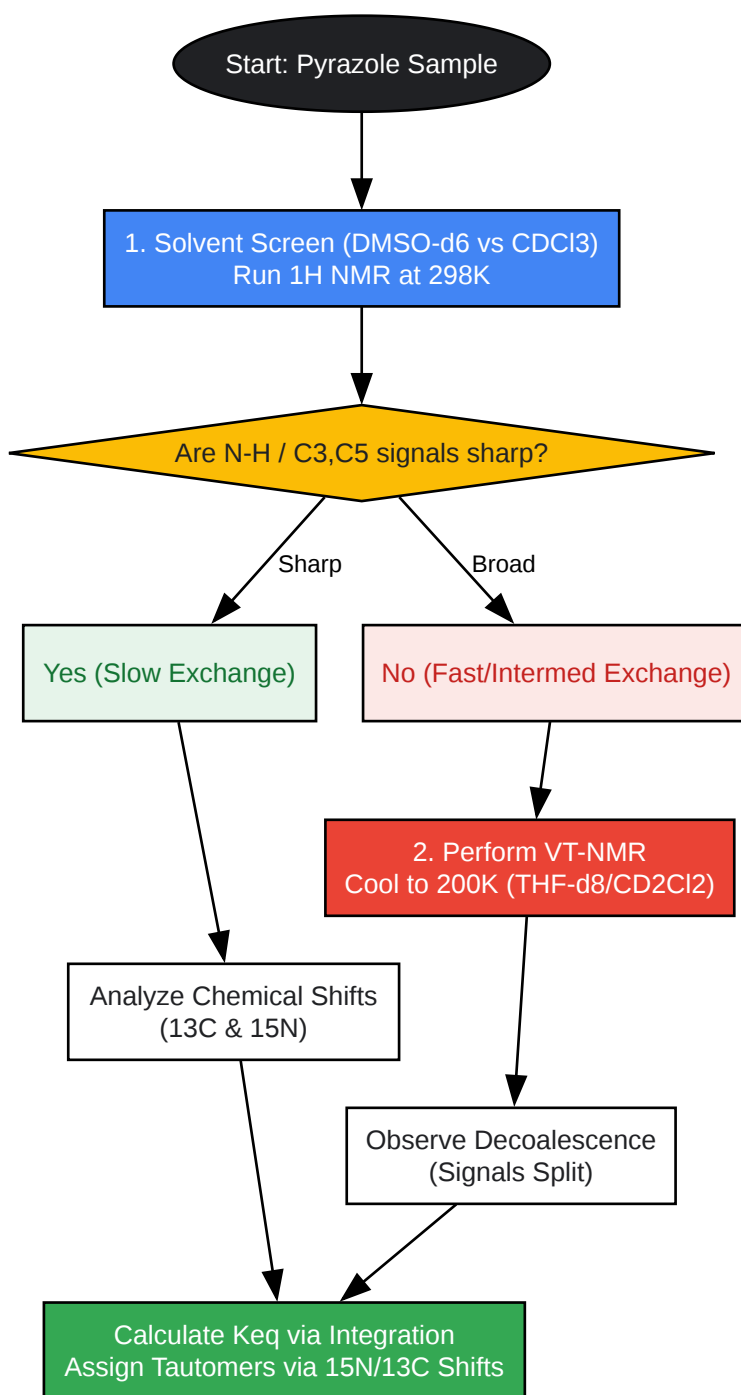 Start: Pyrazole Sample
1. Solvent Screen (DMSO-d6 vs CDCl3)
Run 1H NMR at 298K
Are N-H / C3,C5 signals sharp?
Sharp
Broad
Yes (Slow Exchange)
No (Fast/Intermed Exchange)
2. Perform VT-NMR
Cool to 200K (THF-d8/CD2Cl2)
Analyze Chemical Shifts
(13C & 15N)
Observe Decoalescence
(Signals Split)
Calculate Keq via Integration
Assign Tautomers via 15N/13C Shifts